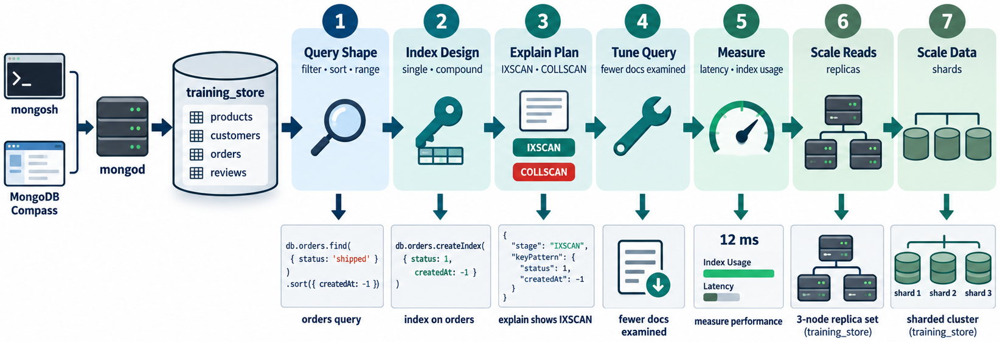 mongosh
MongoDB
Compass
mongod
training_store
products
customers
orders
reviews
1
Query Shape
filter • sort • range
2
Index Design
single • compound
3
Explain Plan
IXSCAN • COLLSCAN
IXSCAN
COLLSCAN
4
Tune Query
fewer docs examined
5
Measure
latency • index usage
6
Scale Reads
replicas
7
Scale Data
shards
db.orders.find(
{ status: 'shipped' }
)
.sort({ createdAt: -1 })
orders query
db.orders.createIndex(
{ status: 1,
createdAt: -1 }
)
index on orders
{
"stage": "IXSCAN",
"keyPattern": {
"status": 1,
"createdAt": -1
}
}
explain shows IXSCAN
fewer docs
examined
12 ms
Index Usage
Latency
measure performance
3-node replica set
(training_store)
shard 1 shard 2 shard 3
sharded cluster
(training_store)